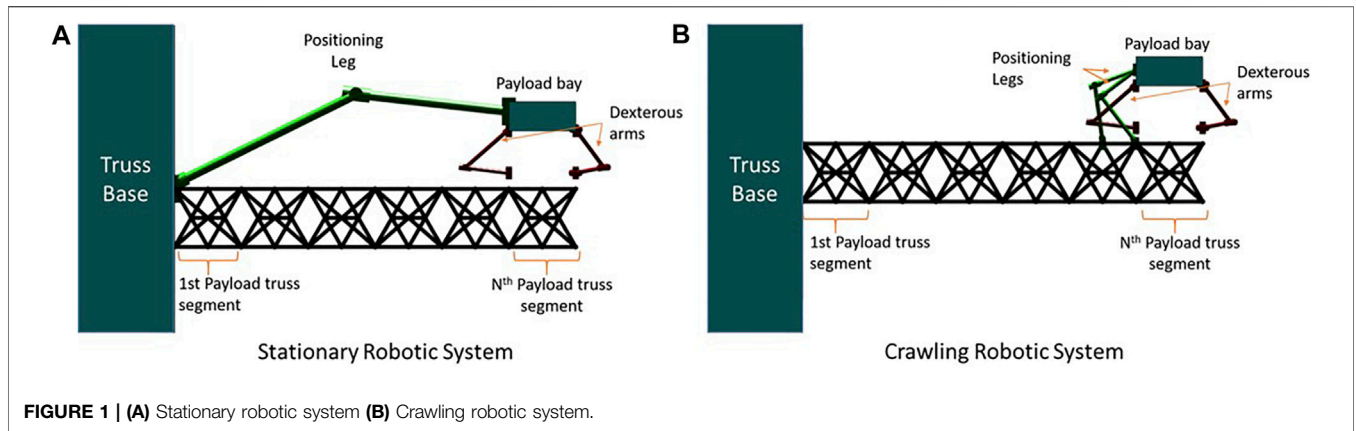 A
Positioning
Leg
Payload bay
Dexterous
arms
Truss
Base
1st Payload truss
segment
Nth Payload truss
segment
Stationary Robotic System
B
Positioning
Legs
Payload bay
Dexterous
arms
Truss
Base
1st Payload truss
segment
Nth Payload truss
segment
Crawling Robotic System
FIGURE 1 | (A) Stationary robotic system (B) Crawling robotic system.